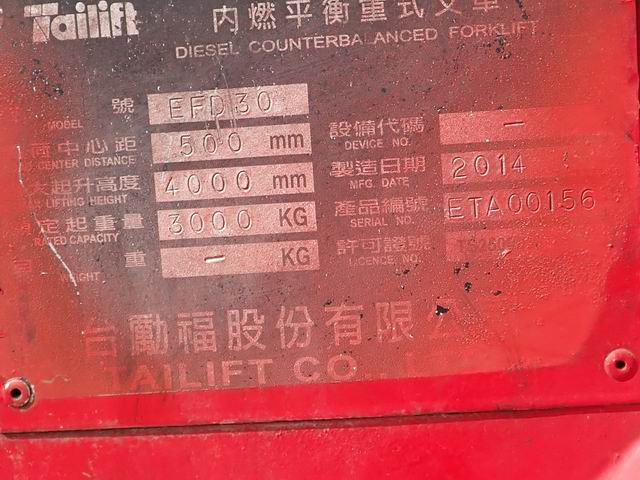 Tailift
內燃平衡重式叉車
DIESEL COUNTERBALANCED FORKLIFT
號 EFD30
MODEL
荷中心距 500 mm
CENTER DISTANCE
大起升高度 4000 mm
LIFTING HEIGHT
定起重量 3000 KG
RATED CAPACITY
重 – KG
WEIGHT
設備代碼 –
DEVICE NO.
製造日期 2014
MFG. DATE
產品編號 ETA00156
SERIAL NO.
許可證號
LICENCE NO.
台勵福股份有限公
TAILIFT CO.,